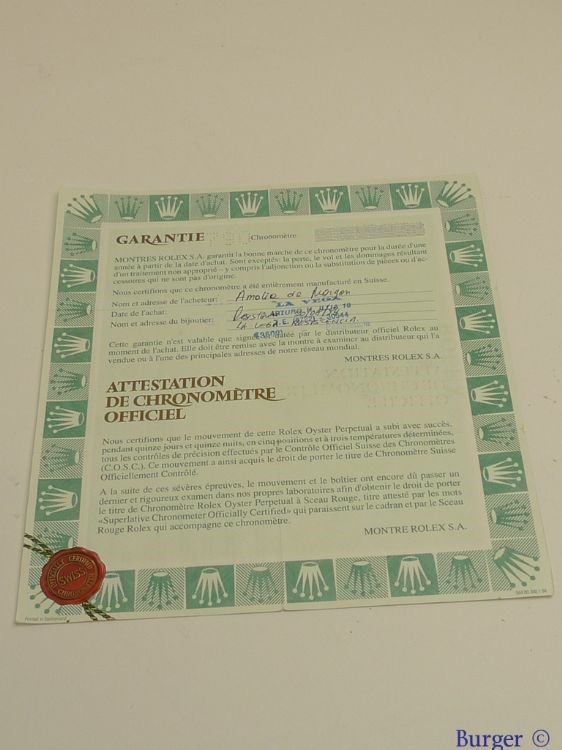 GARANTIE Chronomètre
MONTRES ROLEX S.A. garantit la bonne marche de ce chronomètre pour la durée d'une
année à partir de la date d'achat. Sont exceptés: la perte, le vol et les dommages résultant
d'un traitement non approprié – y compris l'adjonction ou la substitution de pièces ou d'ac-
cessoires qui ne sont pas d'origine.
Nous certifions que ce chronomètre a été entièrement manufacturé en Suisse.
Nom et adresse de l'acheteur: Amelia de
Date de l'achat:
Nom et adresse du bijoutier:
Cette garantie n'est valable que signée, datée par le distributeur officiel Rolex au
moment de l'achat. Elle doit être remise avec la montre à examiner au distributeur qui l'a
vendue ou à l'une des principales adresses de notre réseau mondial.
MONTRES ROLEX S.A.
ATTESTATION
DE CHRONOMÈTRE
OFFICIEL
Nous certifions que le mouvement de cette Rolex Oyster Perpetual a subi avec succès,
pendant quinze jours et quinze nuits, en cinq positions et à trois températures déterminées,
tous les contrôles de précision effectués par le Contrôle Officiel Suisse des Chronomètres
(C.O.S.C.). Ce mouvement a ainsi acquis le droit de porter le titre de Chronomètre Suisse
Officiellement Contrôlé.
A la suite de ces sévères épreuves, le mouvement et le boîtier ont encore dû passer un
dernier et rigoureux examen dans nos propres laboratoires afin d'obtenir le droit de porter
le titre de Chronomètre Rolex Oyster Perpetual à Sceau Rouge, titre attesté par les mots
«Superlative Chronometer Officially Certified» qui paraissent sur le cadran et par le Sceau
Rouge Rolex qui accompagne ce chronomètre.
MONTRE ROLEX S.A.
OFFICIALLY CERTIFIED
SWISS
Printed in Switzerland
Burger ©